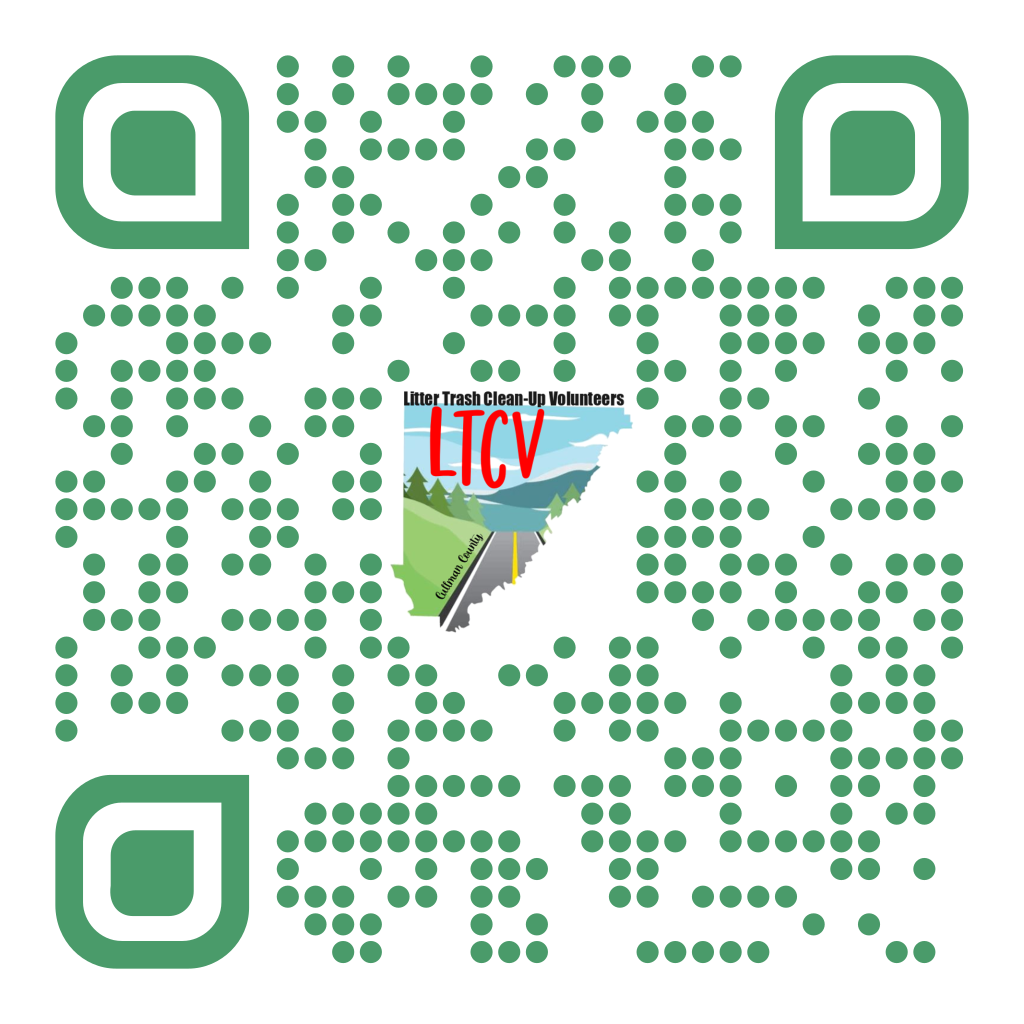 Litter Trash Clean-Up Volunteers
LTCV
Cullman County